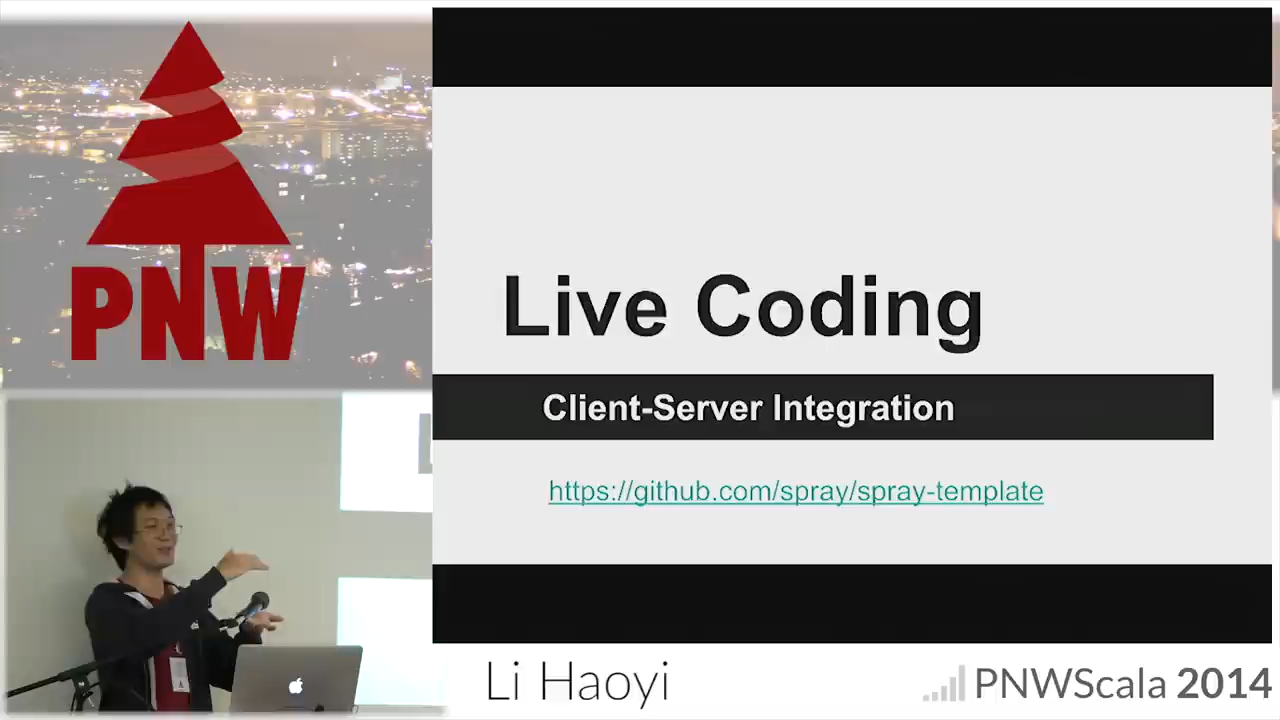 PNW
Live Coding
Client-Server Integration
https://github.com/spray/spray-template
Li Haoyi
PNWScala 2014